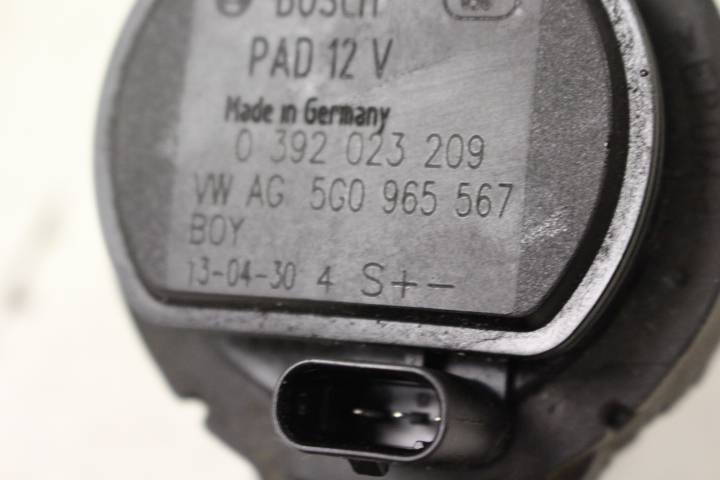 BOSCH
PAD 12 V
Made in Germany
0 392 023 209
VW AG 5G0 965 567
BOY
13-04-30 4 S+-